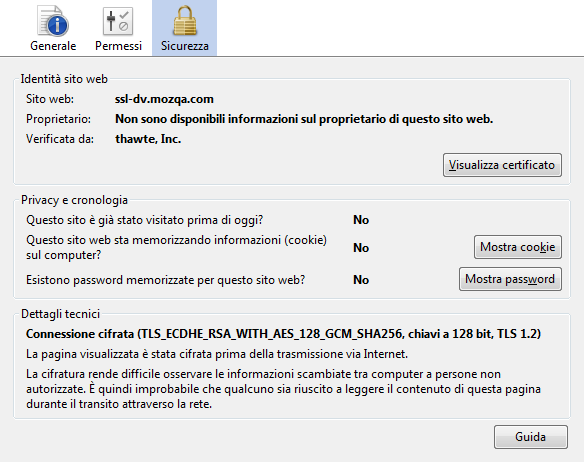 Generale Permessi Sicurezza
Identità sito web
Sito web: ssl-dv.mozqa.com
Proprietario: Non sono disponibili informazioni sul proprietario di questo sito web.
Verificata da: thawte, Inc.
Visualizza certificato
Privacy e cronologia
Questo sito è già stato visitato prima di oggi? No
Questo sito web sta memorizzando informazioni (cookie)
sul computer? No Mostra cookie
Esistono password memorizzate per questo sito web? No Mostra password
Dettagli tecnici
Connessione cifrata (TLS_ECDHE_RSA_WITH_AES_128_GCM_SHA256, chiavi a 128 bit, TLS 1.2)
La pagina visualizzata è stata cifrata prima della trasmissione via Internet.
La cifratura rende difficile osservare le informazioni scambiate tra computer a persone non
autorizzate. È quindi improbabile che qualcuno sia riuscito a leggere il contenuto di questa pagina
durante il transito attraverso la rete.
Guida